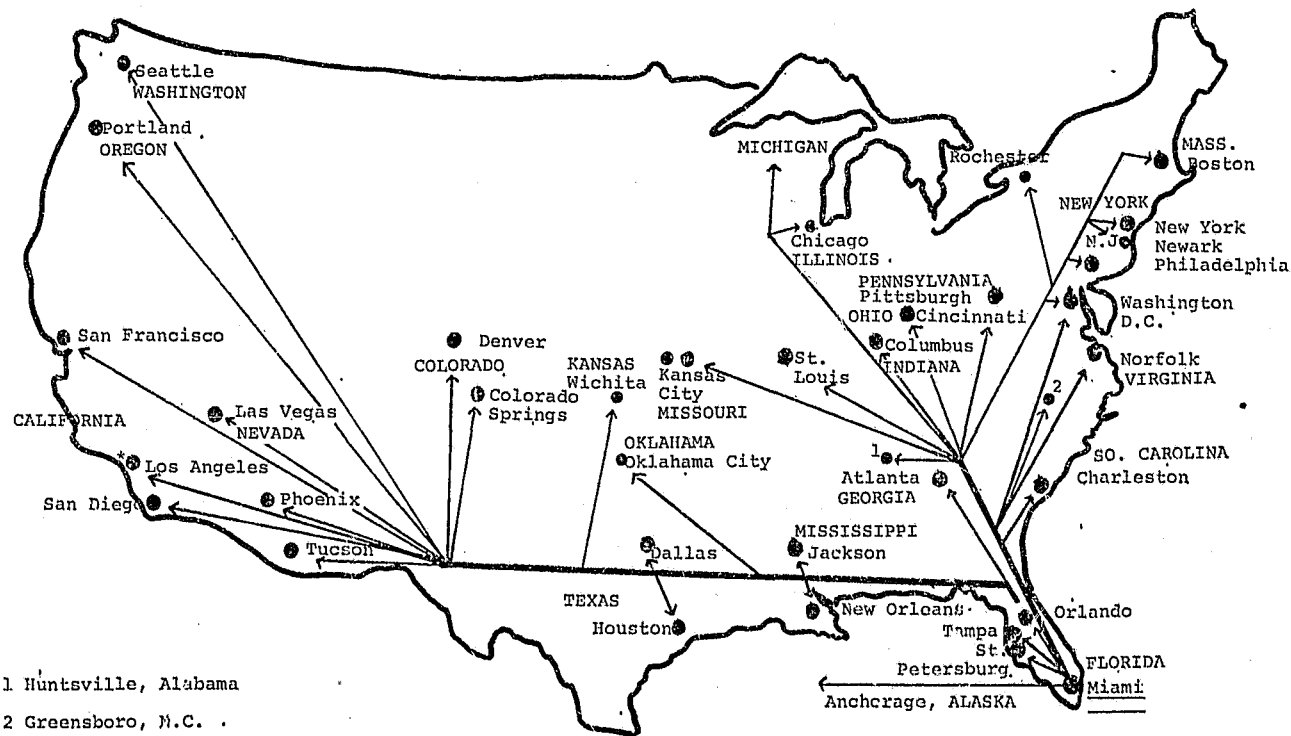 Seattle
WASHINGTON
Portland
OREGON
San Francisco
CALIFORNIA
Las Vegas
NEVADA
*
Los Angeles
San Diego
Phoenix
Tucson
Denver
COLORADO
Colorado
Springs
KANSAS
Wichita
Kansas
City
MISSOURI
OKLAHOMA
Oklahoma City
TEXAS
Dallas
Houston
MISSISSIPPI
Jackson
New Orleans
St.
Louis
MICHIGAN
Chicago
ILLINOIS
PENNSYLVANIA
Pittsburgh
OHIO Cincinnati
Columbus
INDIANA
Rochester
MASS.
Boston
NEW YORK
New York
N.J.
Newark
Philadelphia
Washington
D.C.
Norfolk
VIRGINIA
2
1
Atlanta
GEORGIA
SO. CAROLINA
Charleston
Orlando
Tampa
St.
Petersburg
FLORIDA
Miami
Anchorage, ALASKA
1 Huntsville, Alabama
2 Greensboro, N.C.